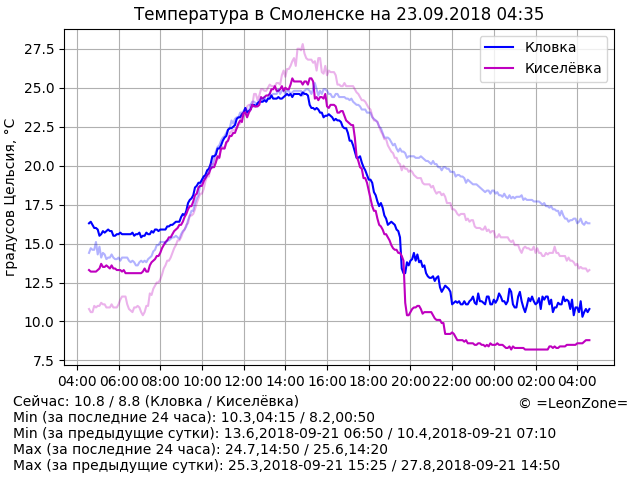 Температура в Смоленске на 23.09.2018 04:35
градусов Цельсия, °C
27.5
25.0
22.5
20.0
17.5
15.0
12.5
10.0
7.5
Кловка
Киселёвка
04:00 06:00 08:00 10:00 12:00 14:00 16:00 18:00 20:00 22:00 00:00 02:00 04:00
Сейчас: 10.8 / 8.8 (Кловка / Киселёвка)
© =LeonZone=
Min (за последние 24 часа): 10.3,04:15 / 8.2,00:50
Min (за предыдущие сутки): 13.6,2018-09-21 06:50 / 10.4,2018-09-21 07:10
Max (за последние 24 часа): 24.7,14:50 / 25.6,14:20
Max (за предыдущие сутки): 25.3,2018-09-21 15:25 / 27.8,2018-09-21 14:50